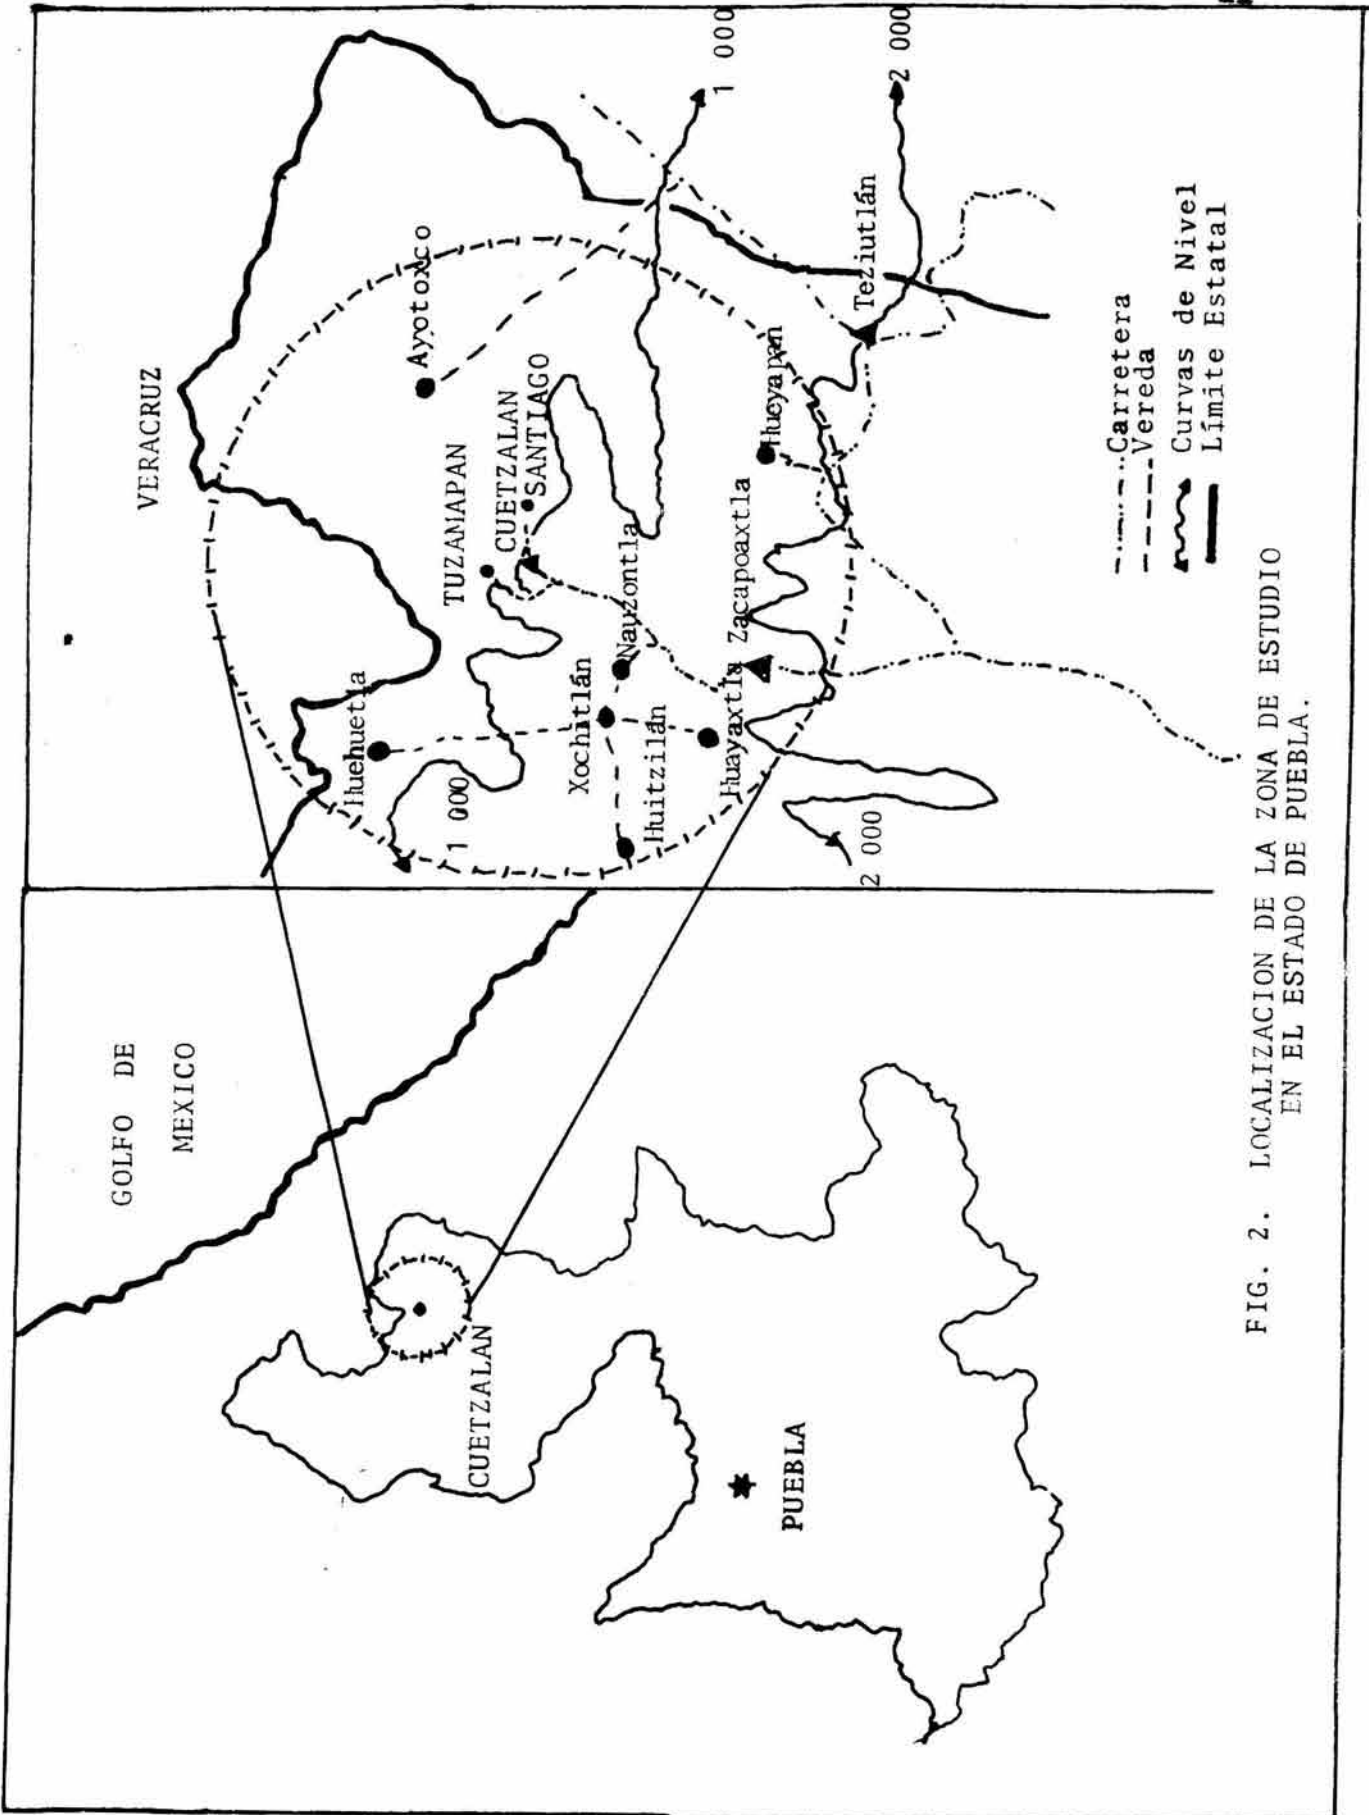 GOLFO DE
MEXICO
CUETZALAN
PUEBLA
VERACRUZ
Huehuetla
1 000
TUZAMAPAN
CUETZALAN
SANTIAGO
Ayotoxco
Xochitlán
Nauzontla
Huitzilán
Huayaxtla
Zacapoaxtla
Hueyapan
Teziutlán
1 000
2 000
2 000
Carretera
Vereda
Curvas de Nivel
Límite Estatal
FIG. 2. LOCALIZACION DE LA ZONA DE ESTUDIO
EN EL ESTADO DE PUEBLA.